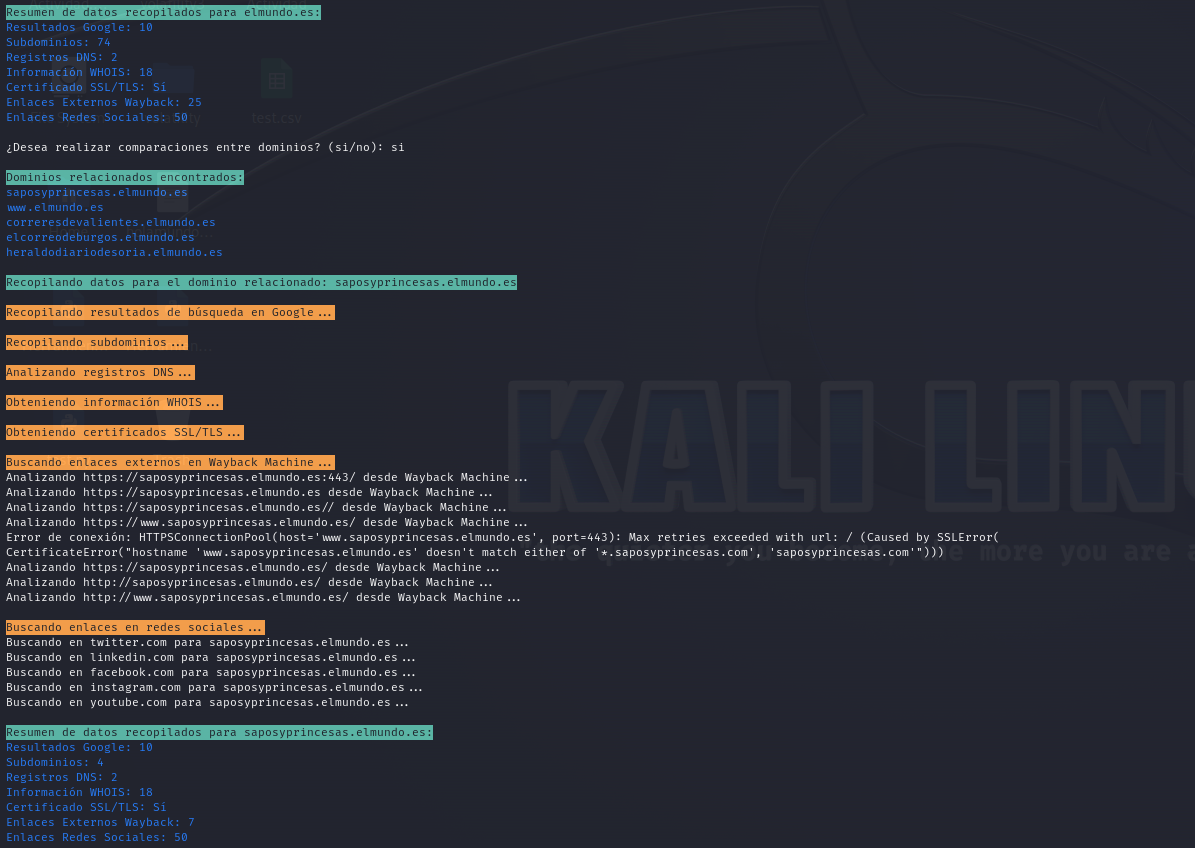 Resumen de datos recopilados para elmundo.es:
Resultados Google: 10
Subdominios: 74
Registros DNS: 2
Información WHOIS: 18
Certificado SSL/TLS: Sí
Enlaces Externos Wayback: 25
Enlaces Redes Sociales: 50
test.csv
¿Desea realizar comparaciones entre dominios? (si/no): si
Dominios relacionados encontrados:
saposyprincesas.elmundo.es
www.elmundo.es
correresdevalientes.elmundo.es
elcorreodeburgos.elmundo.es
heraldodiariodesoria.elmundo.es
Recopilando datos para el dominio relacionado: saposyprincesas.elmundo.es
Recopilando resultados de búsqueda en Google...
Recopilando subdominios...
Analizando registros DNS...
Obteniendo información WHOIS...
Obteniendo certificados SSL/TLS...
KALI LINU
Buscando enlaces externos en Wayback Machine...
Analizando https://saposyprincesas.elmundo.es:443/ desde Wayback Machine...
Analizando https://saposyprincesas.elmundo.es desde Wayback Machine...
Analizando https://saposyprincesas.elmundo.es// desde Wayback Machine...
Analizando https://www.saposyprincesas.elmundo.es/ desde Wayback Machine...
Error de conexión: HTTPSConnectionPool(host='www.saposyprincesas.elmundo.es', port=443): Max retries exceeded with url: / (Caused by SSLError(
CertificateError("hostname 'www.saposyprincesas.elmundo.es' doesn't match either of '*.saposyprincesas.com', 'saposyprincesas.com'")))
more you are a
Analizando https://saposyprincesas.elmundo.es/ desde Wayback Machine...
Analizando http://saposyprincesas.elmundo.es/ desde Wayback Machine...
Analizando http://www.saposyprincesas.elmundo.es/ desde Wayback Machine...
Buscando enlaces en redes sociales...
Buscando en twitter.com para saposyprincesas.elmundo.es...
Buscando en linkedin.com para saposyprincesas.elmundo.es...
Buscando en facebook.com para saposyprincesas.elmundo.es...
Buscando en instagram.com para saposyprincesas.elmundo.es...
Buscando en youtube.com para saposyprincesas.elmundo.es...
Resumen de datos recopilados para saposyprincesas.elmundo.es:
Resultados Google: 10
Subdominios: 4
Registros DNS: 2
Información WHOIS: 18
Certificado SSL/TLS: Sí
Enlaces Externos Wayback: 7
Enlaces Redes Sociales: 50